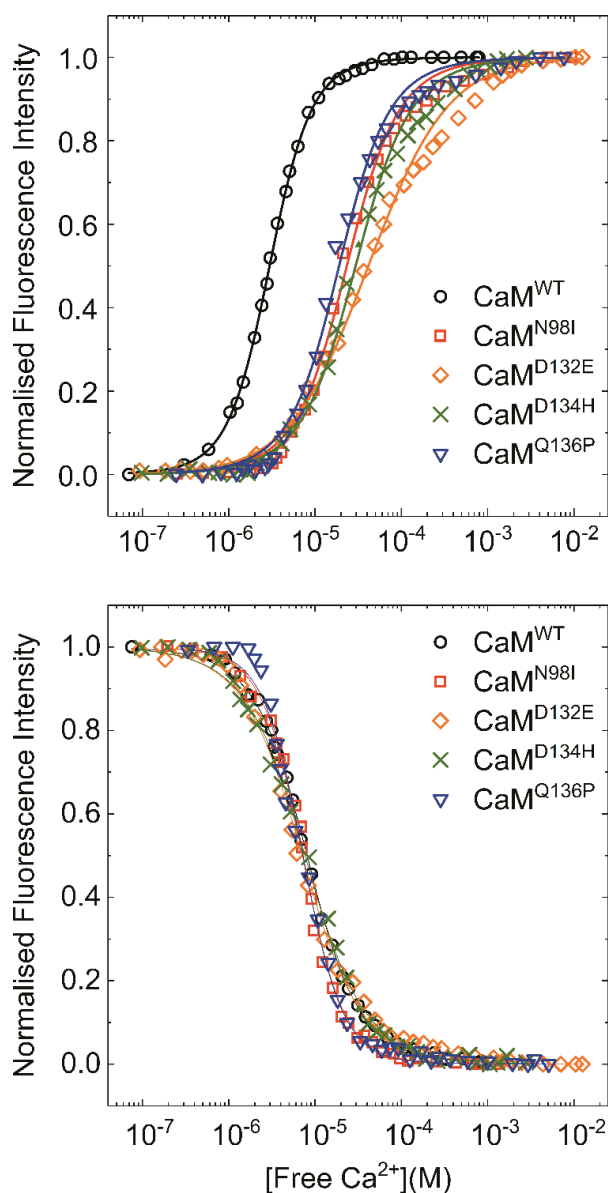 Normalised Fluorescence Intensity
1.0
0.8
0.6
0.4
0.2
0.0
CaM^WT
CaM^N98I
CaM^D132E
CaM^D134H
CaM^Q136P
10^-7 10^-6 10^-5 10^-4 10^-3 10^-2
Normalised Fluorescence Intensity
1.0
0.8
0.6
0.4
0.2
0.0
CaM^WT
CaM^N98I
CaM^D132E
CaM^D134H
CaM^Q136P
10^-7 10^-6 10^-5 10^-4 10^-3 10^-2
[Free Ca^2+](M)